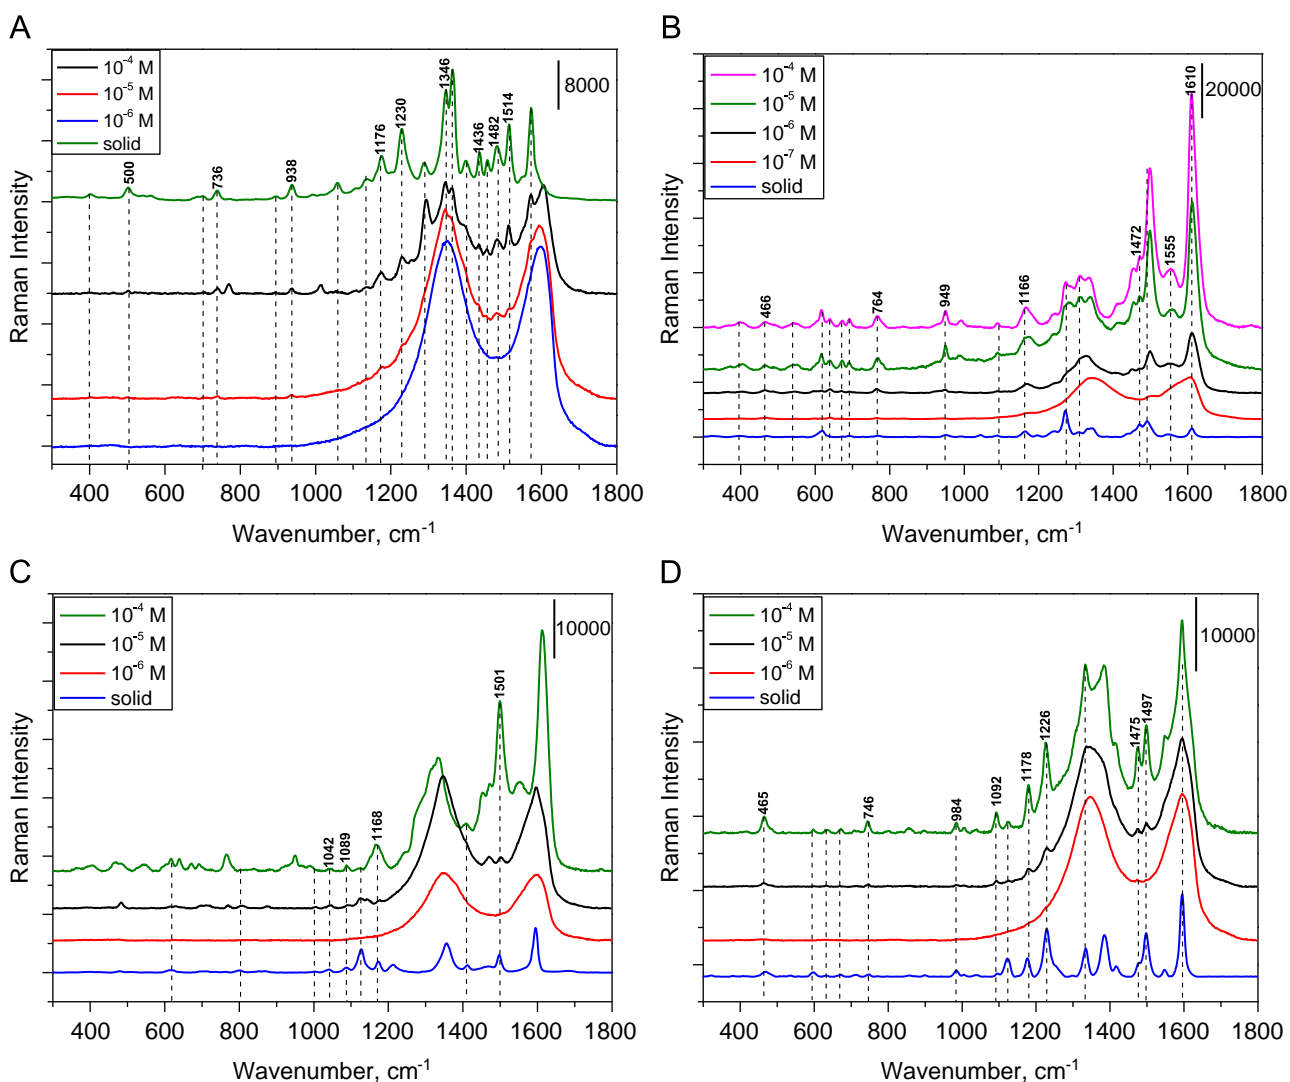 A
10⁻⁴ M
10⁻⁵ M
10⁻⁶ M
solid
8000
500
736
938
1176
1230
1346
1436
1482
1514
Raman Intensity
400 600 800 1000 1200 1400 1600 1800
Wavenumber, cm⁻¹
B
10⁻⁴ M
10⁻⁵ M
10⁻⁶ M
10⁻⁷ M
solid
20000
466
764
949
1166
1472
1555
1610
Raman Intensity
400 600 800 1000 1200 1400 1600 1800
Wavenumber, cm⁻¹
C
10⁻⁴ M
10⁻⁵ M
10⁻⁶ M
solid
10000
1042
1089
1168
1501
Raman Intensity
400 600 800 1000 1200 1400 1600 1800
Wavenumber, cm⁻¹
D
10⁻⁴ M
10⁻⁵ M
10⁻⁶ M
solid
10000
465
746
984
1092
1178
1226
1475
1497
Raman Intensity
400 600 800 1000 1200 1400 1600 1800
Wavenumber, cm⁻¹